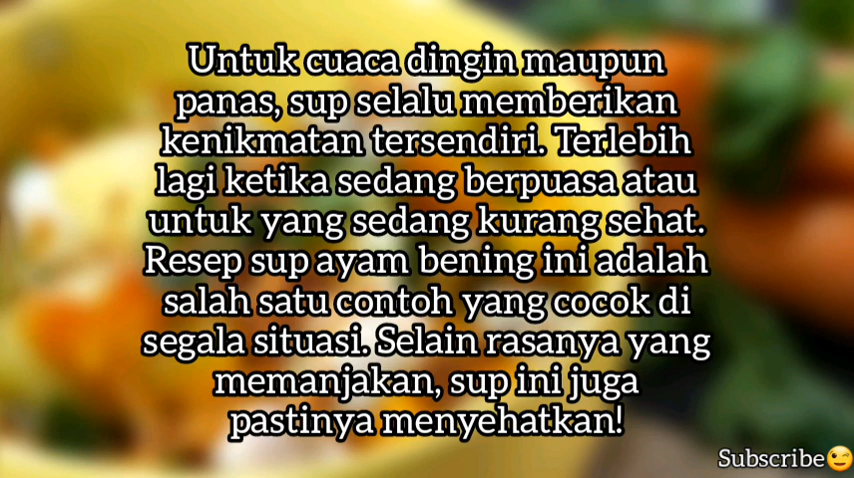 Untuk cuaca dingin maupun
panas, sup selalu memberikan
kenikmatan tersendiri. Terlebih
lagi ketika sedang berpuasa atau
untuk yang sedang kurang sehat.
Resep sup ayam bening ini adalah
salah satu contoh yang cocok di
segala situasi. Selain rasanya yang
memanjakan, sup ini juga
pastinya menyehatkan!
Subscribe😉